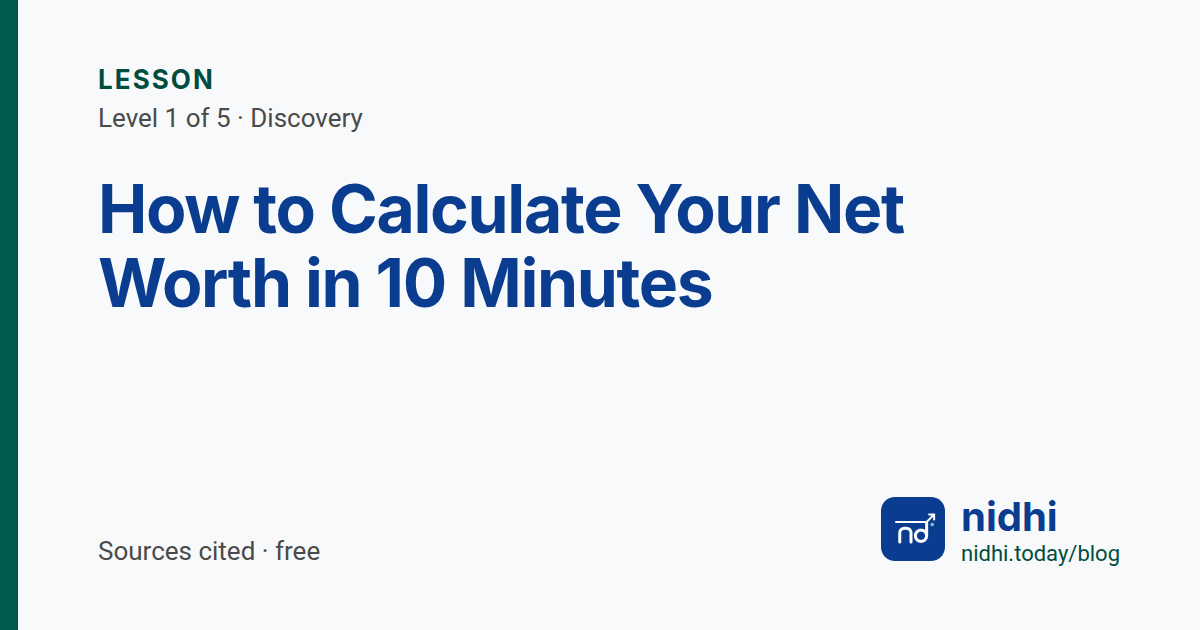 LESSON
Level 1 of 5 · Discovery
How to Calculate Your Net
Worth in 10 Minutes
Sources cited · free
nd
nidhi
nidhi.today/blog